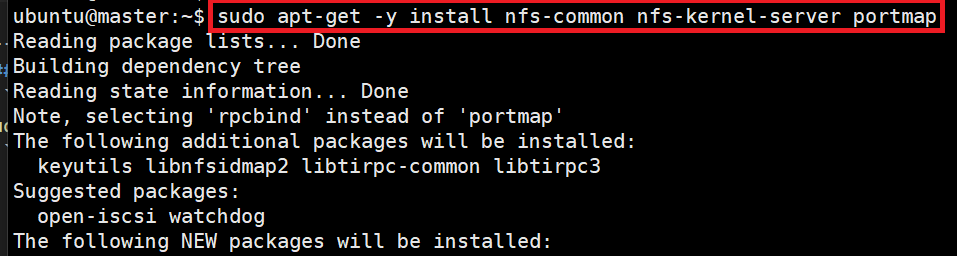 ubuntu@master:~$ sudo apt-get -y install nfs-common nfs-kernel-server portmap
Reading package lists... Done
Building dependency tree
Reading state information... Done
Note, selecting 'rpcbind' instead of 'portmap'
The following additional packages will be installed:
  keyutils libnfsidmap2 libtirpc-common libtirpc3
Suggested packages:
  open-iscsi watchdog
The following NEW packages will be installed: